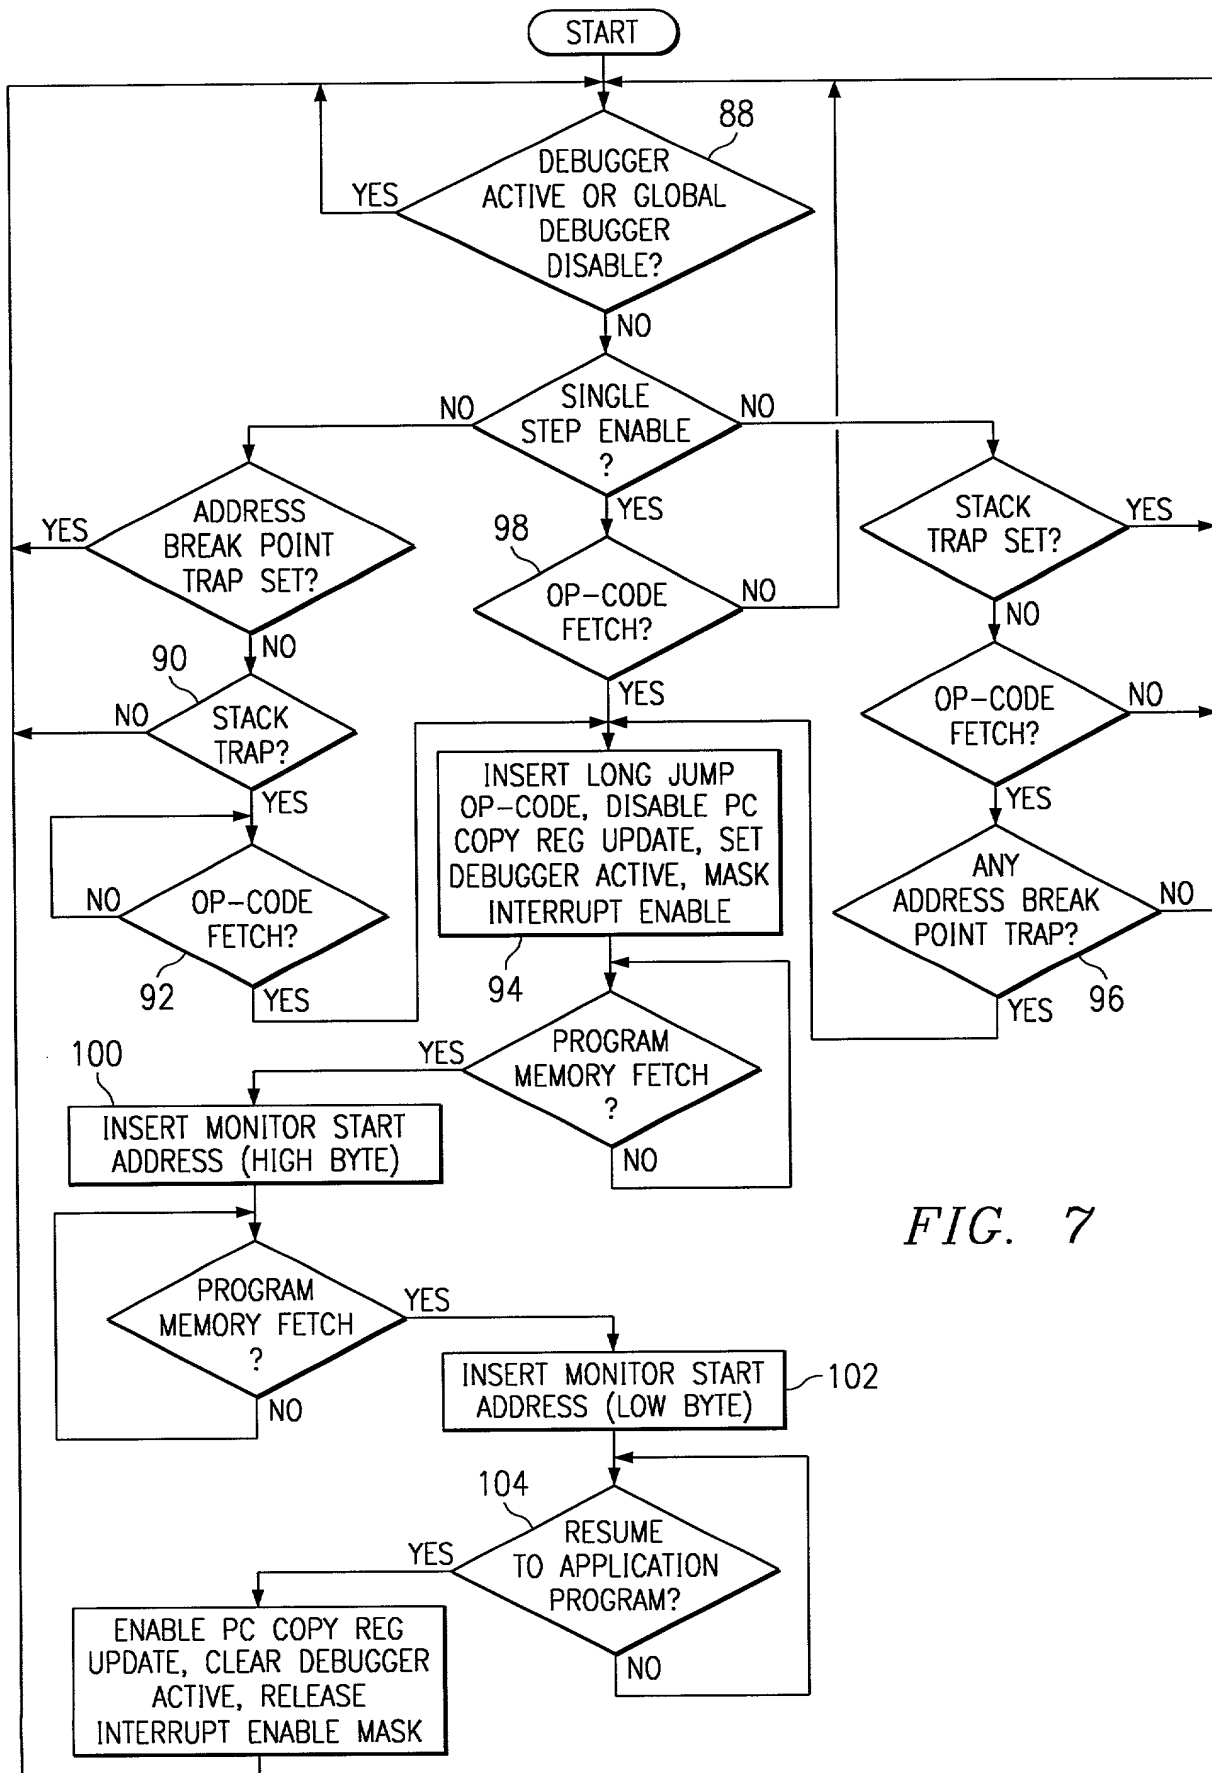 START
88
DEBUGGER
ACTIVE OR GLOBAL
DEBUGGER
DISABLE?
YES
NO
SINGLE
STEP ENABLE
?
NO
NO
YES
ADDRESS
BREAK POINT
TRAP SET?
YES
NO
98
OP-CODE
FETCH?
NO
YES
STACK
TRAP SET?
YES
NO
90
STACK
TRAP?
NO
YES
OP-CODE
FETCH?
NO
YES
INSERT LONG JUMP
OP-CODE, DISABLE PC
COPY REG UPDATE, SET
DEBUGGER ACTIVE, MASK
INTERRUPT ENABLE
94
OP-CODE
FETCH?
NO
92
YES
ANY
ADDRESS BREAK
POINT TRAP?
NO
96
YES
PROGRAM
MEMORY FETCH
?
YES
NO
100
INSERT MONITOR START
ADDRESS (HIGH BYTE)
FIG. 7
PROGRAM
MEMORY FETCH
?
YES
NO
INSERT MONITOR START
ADDRESS (LOW BYTE)
102
104
RESUME
TO APPLICATION
PROGRAM?
YES
NO
ENABLE PC COPY REG
UPDATE, CLEAR DEBUGGER
ACTIVE, RELEASE
INTERRUPT ENABLE MASK